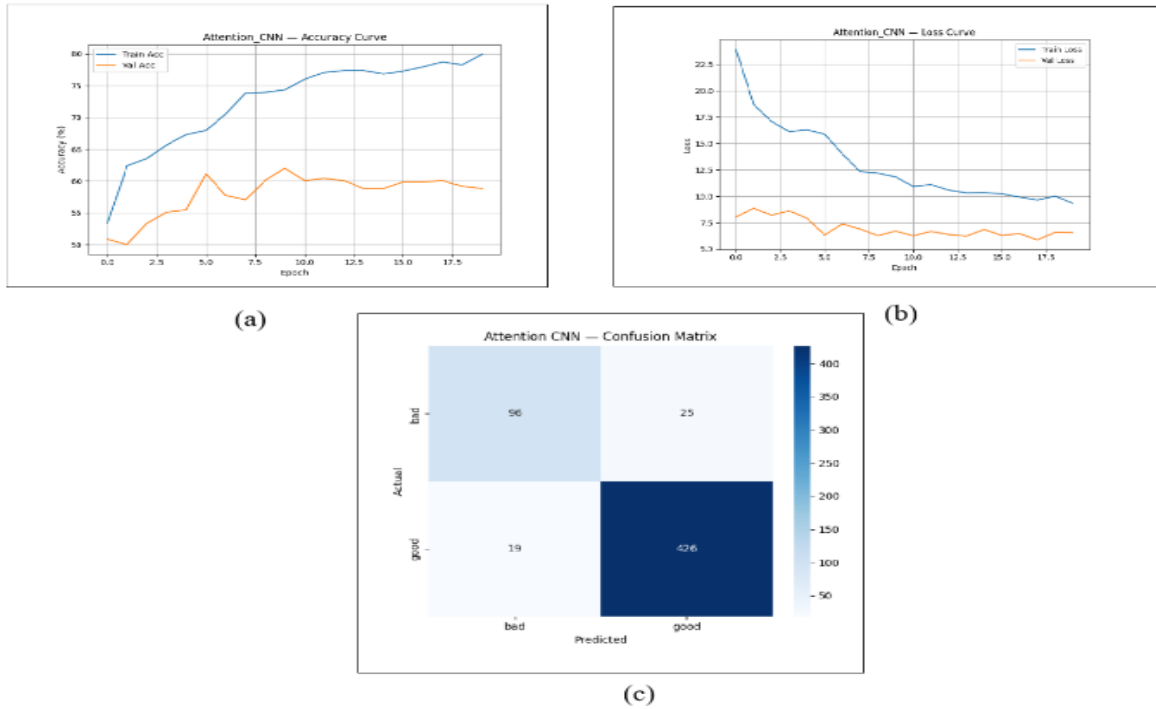 Attention_CNN — Accuracy Curve
Train Acc
Val Acc
80
75
70
65
60
55
50
Accuracy (%)
0.0 2.5 5.0 7.5 10.0 12.5 15.0 17.5
Epoch
(a)
Attention_CNN — Loss Curve
Train Loss
Val Loss
22.5
20.0
17.5
15.0
12.5
10.0
7.5
5.0
Loss
0.0 2.5 5.0 7.5 10.0 12.5 15.0 17.5
Epoch
(b)
Attention CNN — Confusion Matrix
bad
good
Actual
96 25
19 426
bad good
Predicted
400
350
300
250
200
150
100
50
(c)